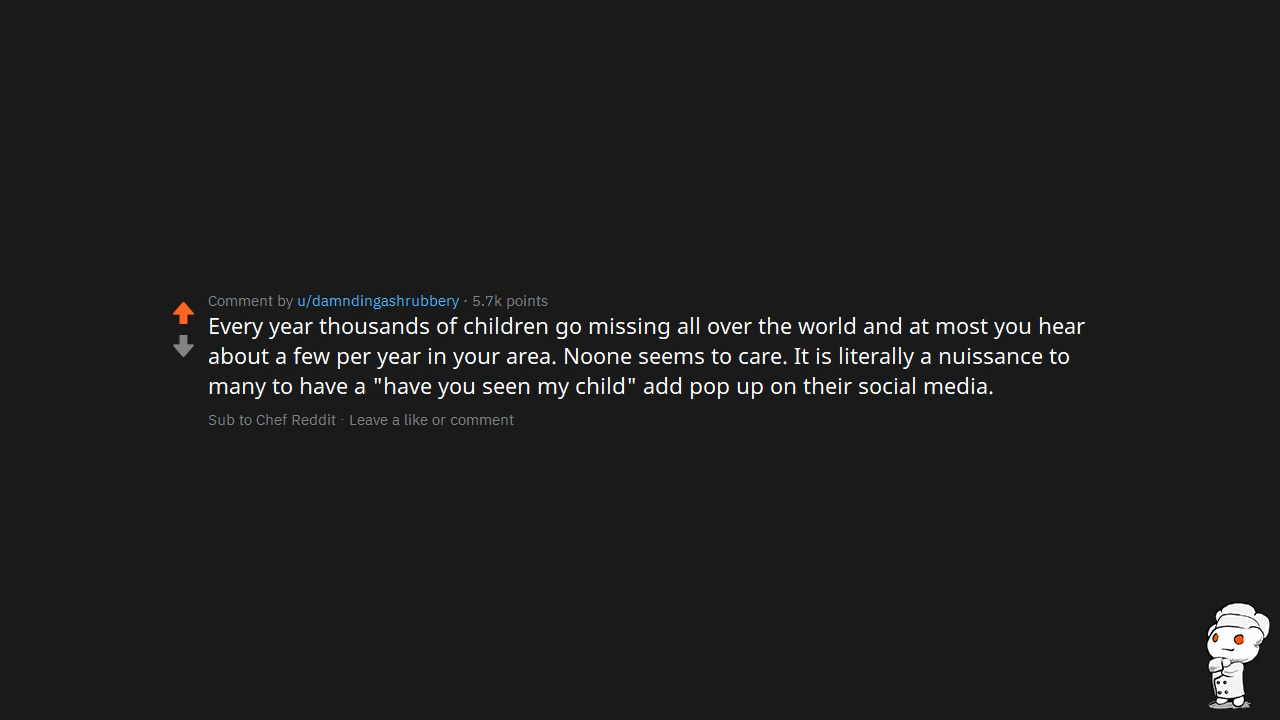 Comment by u/damndingashrubbery · 5.7k points
Every year thousands of children go missing all over the world and at most you hear
about a few per year in your area. Noone seems to care. It is literally a nuissance to
many to have a "have you seen my child" add pop up on their social media.
Sub to Chef Reddit · Leave a like or comment